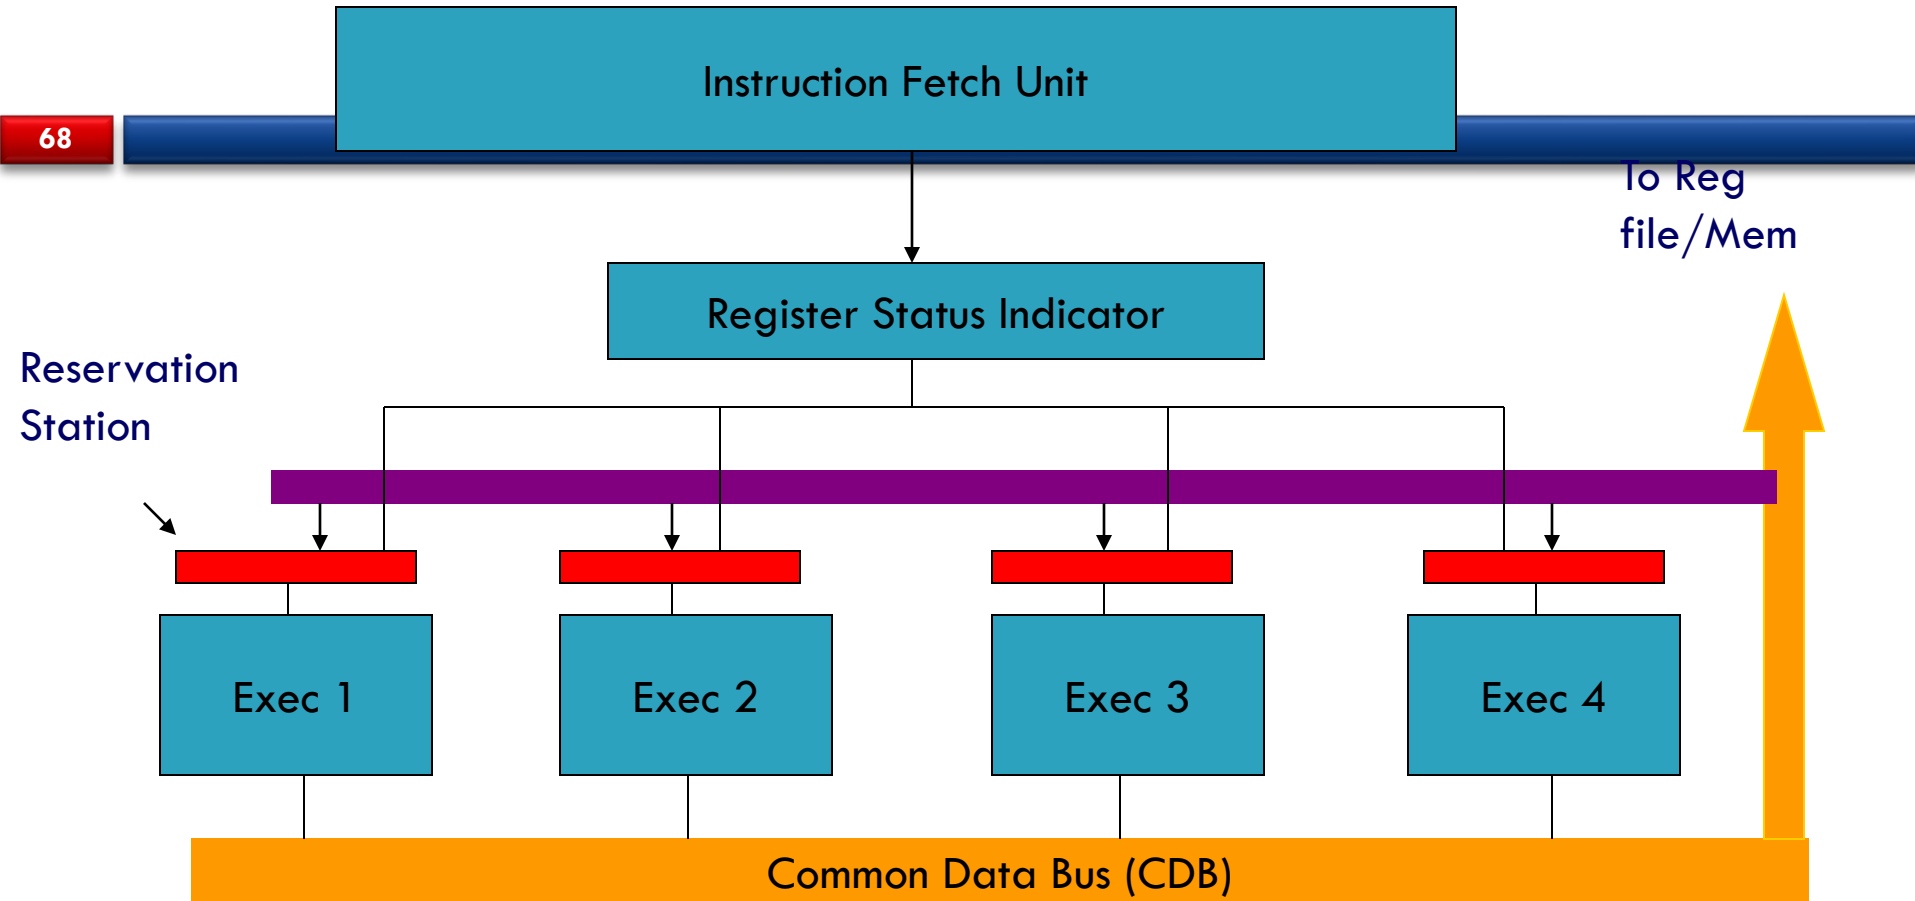 Instruction Fetch Unit
68
To Reg
file/Mem
Register Status Indicator
Reservation
Station
Exec 1
Exec 2
Exec 3
Exec 4
Common Data Bus (CDB)